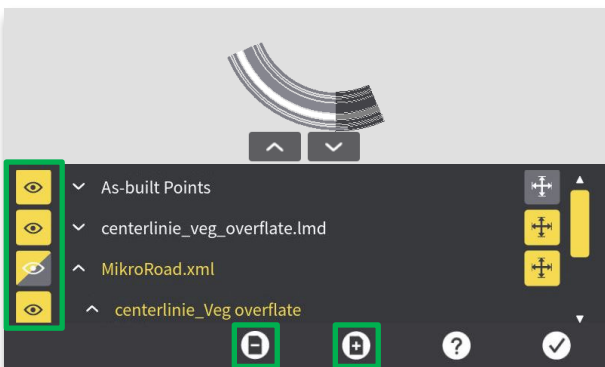 As-built Points
centerlinie_veg_overflate.lmd
MikroRoad.xml
centerlinie_Veg overflate
?